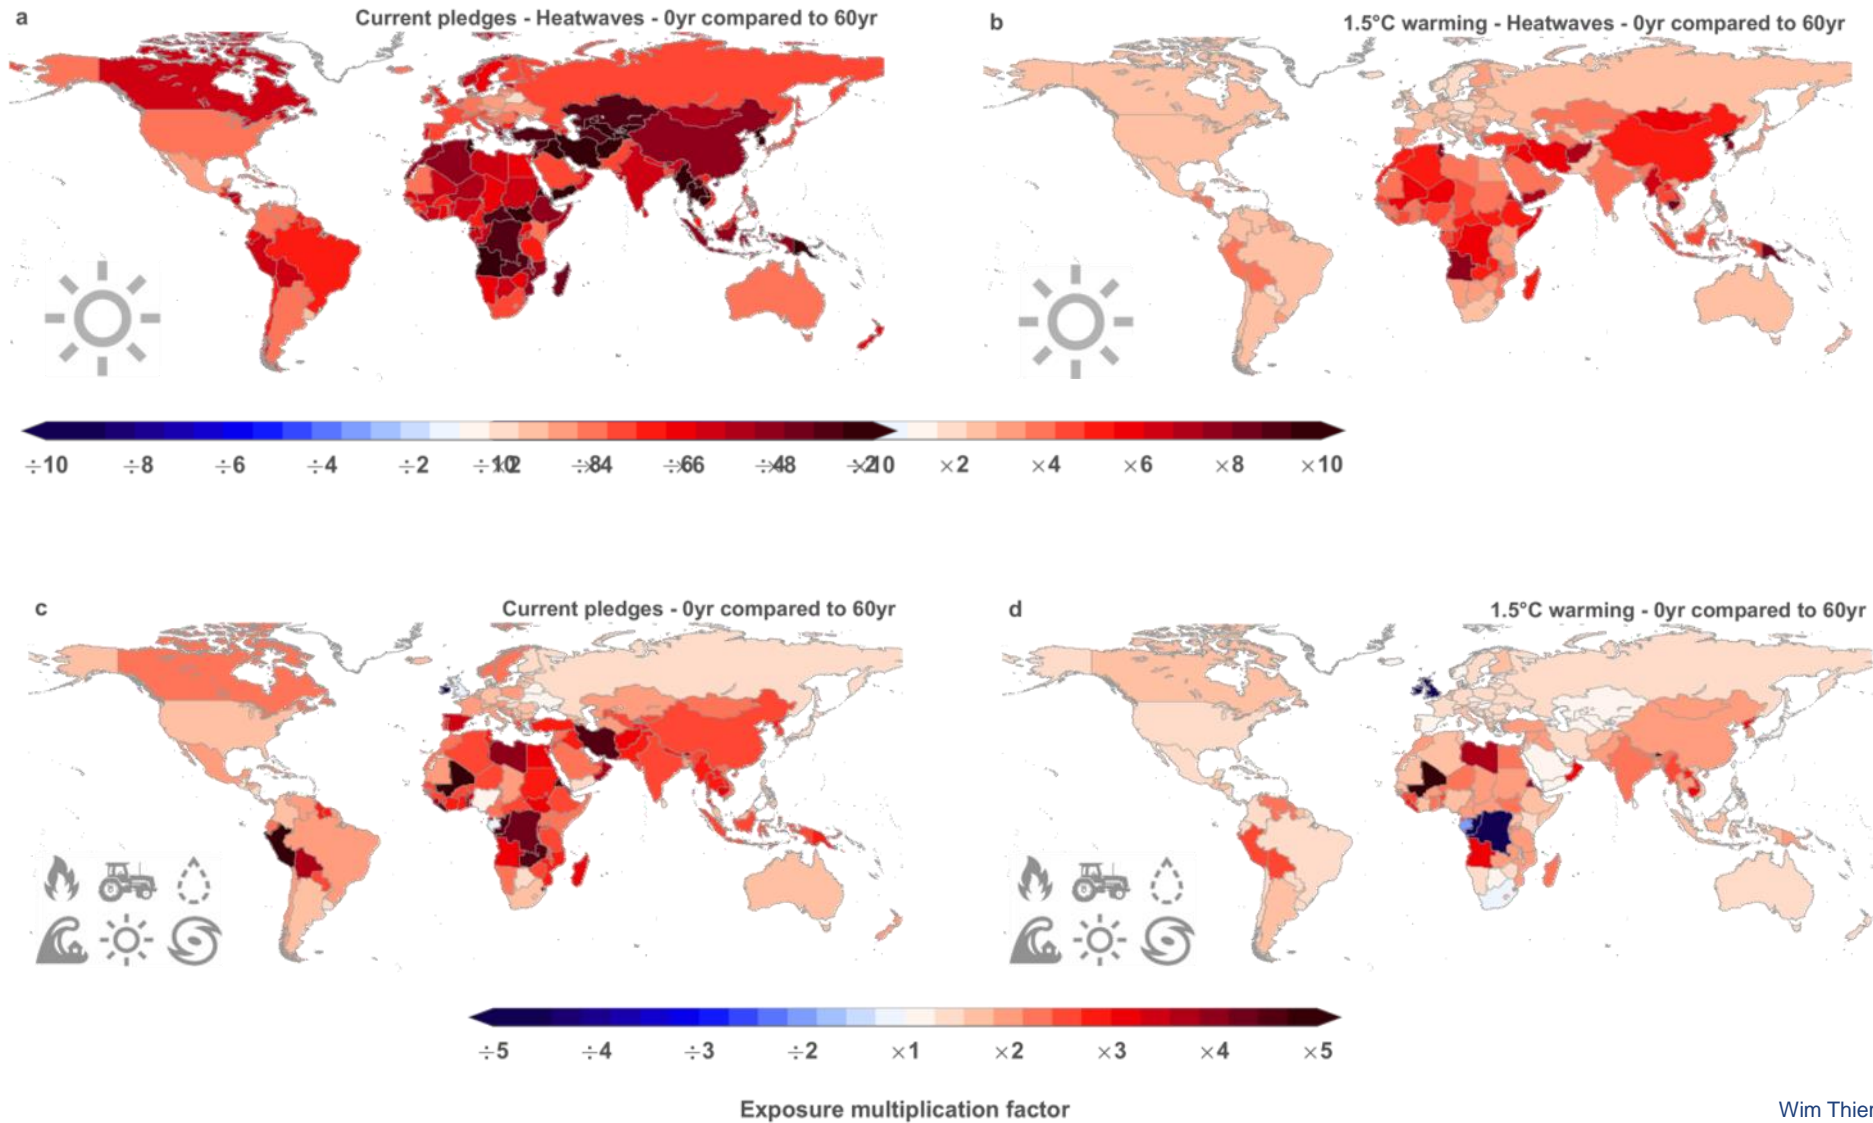 a Current pledges - Heatwaves - 0yr compared to 60yr
b 1.5°C warming - Heatwaves - 0yr compared to 60yr
÷10 ÷8 ÷6 ÷4 ÷2 ×2 ×4 ×6 ×8 ×10
c Current pledges - 0yr compared to 60yr
d 1.5°C warming - 0yr compared to 60yr
÷5 ÷4 ÷3 ÷2 ×1 ×2 ×3 ×4 ×5
Exposure multiplication factor
Wim Thier